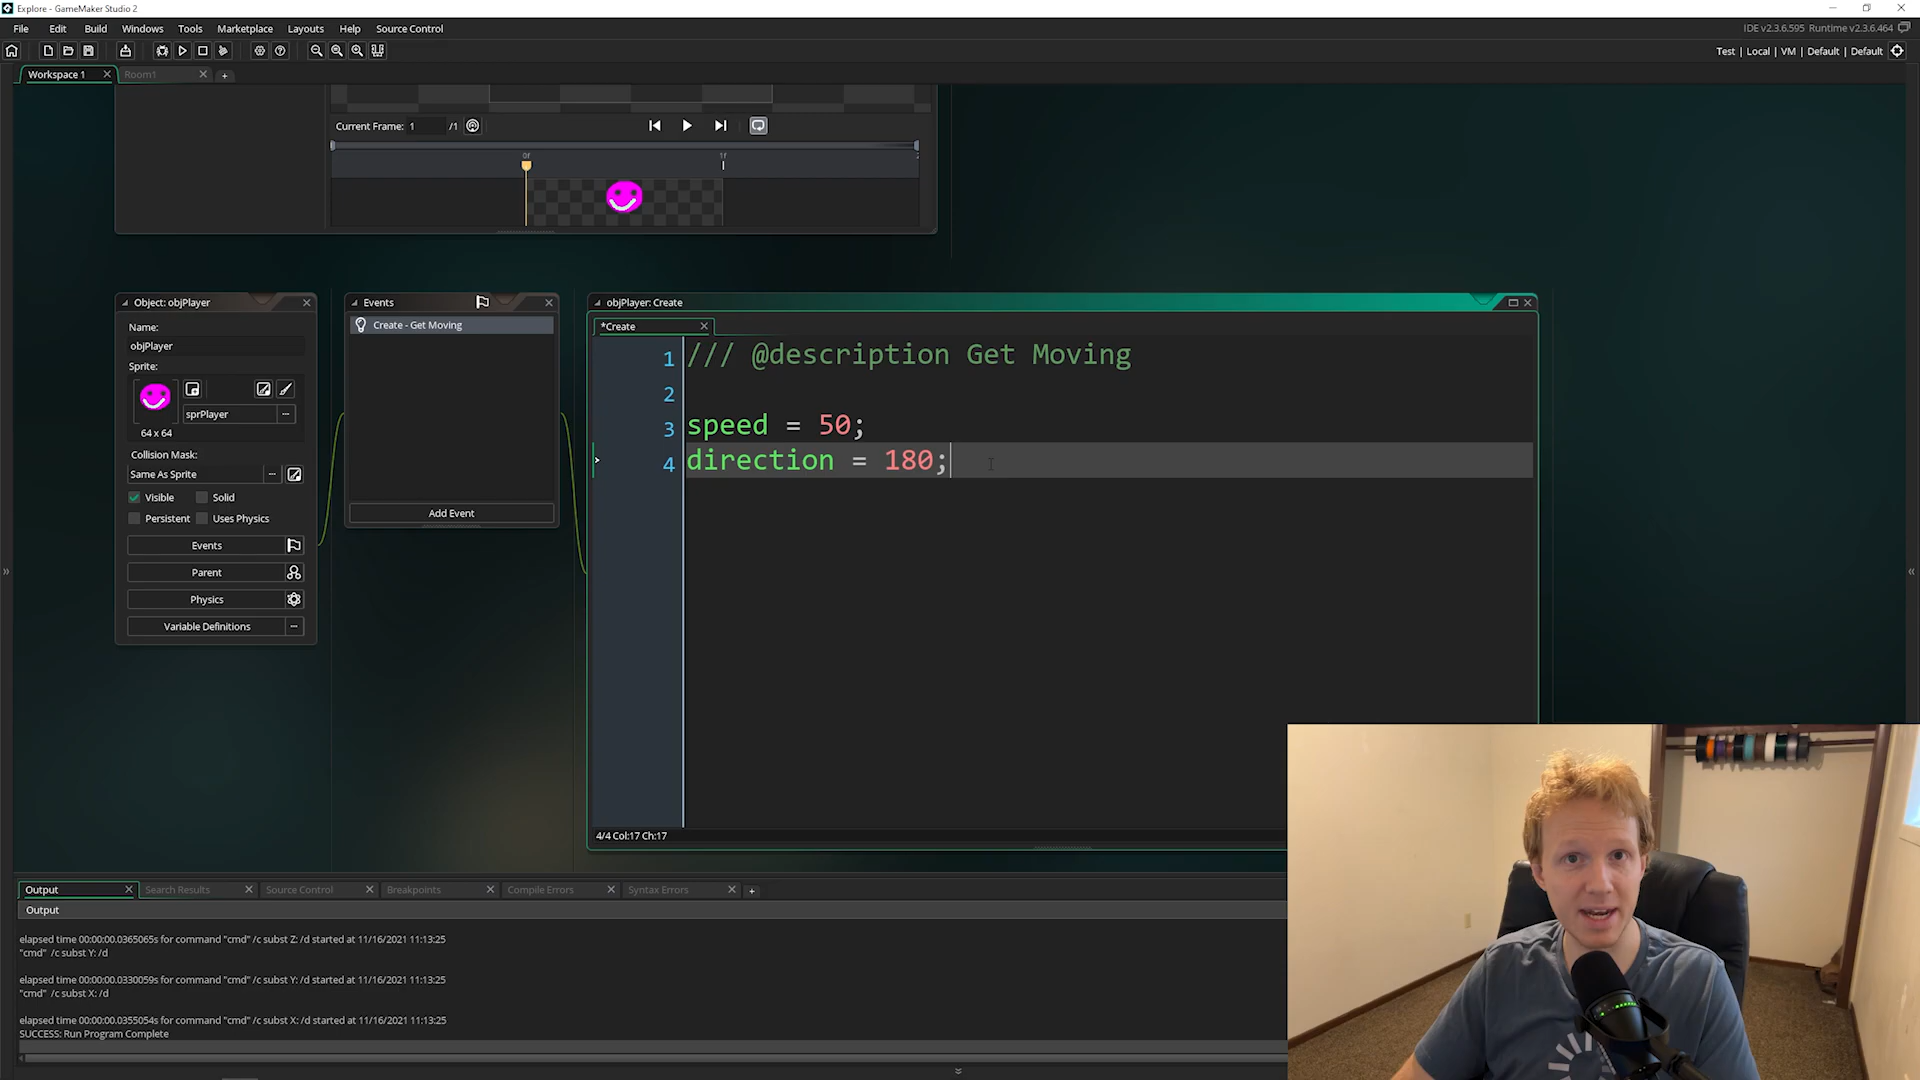 Explore - GameMaker Studio 2
File Edit Build Windows Tools Marketplace Layouts Help Source Control
IDE v2.3.6.595 Runtime v2.3.6.464
Test | Local | VM | Default | Default
Workspace 1
Room1
Current Frame: 1 /1
0f
1f
Object: objPlayer
Name:
objPlayer
Sprite:
sprPlayer
64 x 64
Collision Mask:
Same As Sprite
Visible
Solid
Persistent
Uses Physics
Events
Parent
Physics
Variable Definitions
Events
Create - Get Moving
Add Event
objPlayer: Create
*Create
1 /// @description Get Moving
2
3 speed = 50;
4 direction = 180;
4/4 Col:17 Ch:17
Output
Search Results
Source Control
Breakpoints
Compile Errors
Syntax Errors
Output
elapsed time 00:00:00.0365065s for command "cmd" /c subst Z: /d started at 11/16/2021 11:13:25
"cmd" /c subst Y: /d
elapsed time 00:00:00.0330059s for command "cmd" /c subst Y: /d started at 11/16/2021 11:13:25
"cmd" /c subst X: /d
elapsed time 00:00:00.0355054s for command "cmd" /c subst X: /d started at 11/16/2021 11:13:25
SUCCESS: Run Program Complete